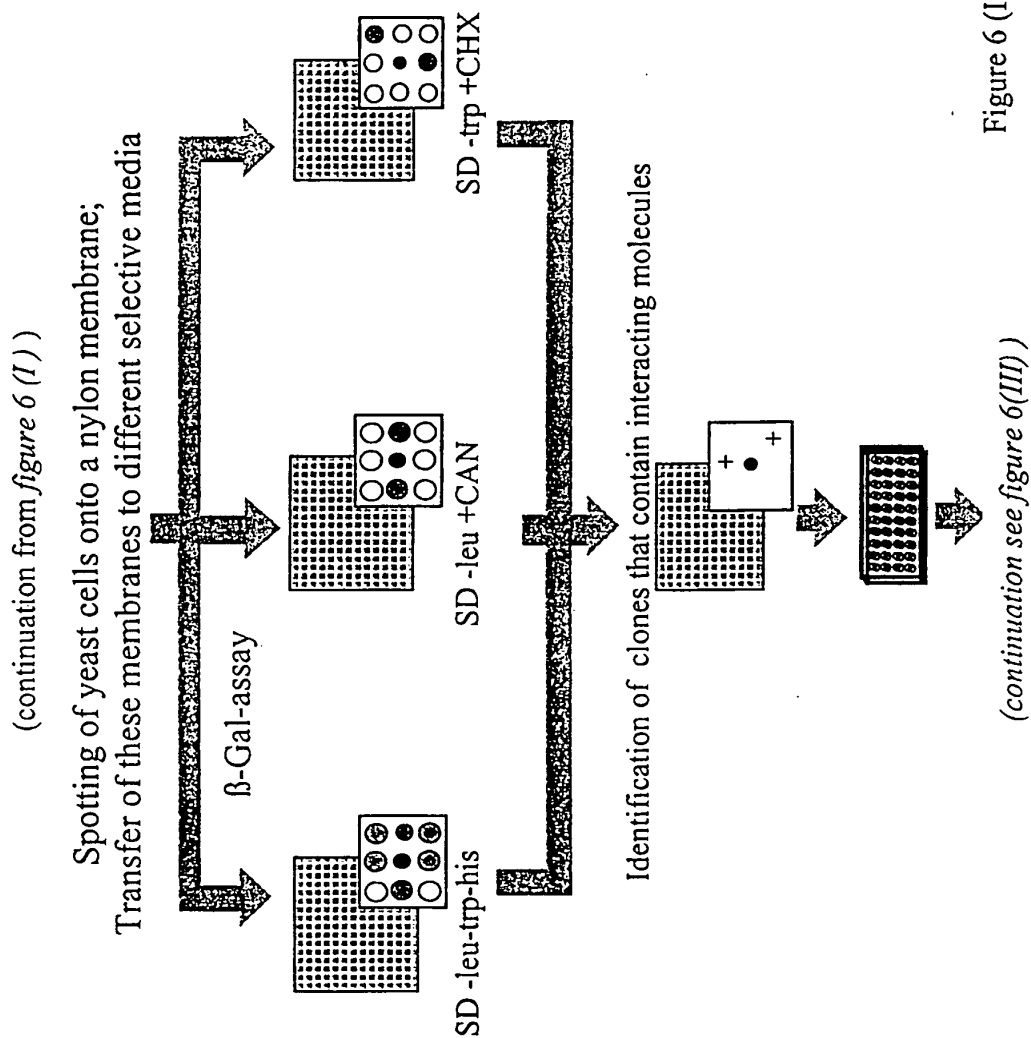 (continuation from figure 6 (I) )
Spotting of yeast cells onto a nylon membrane;
Transfer of these membranes to different selective media
ß-Gal-assay
SD -leu-trp-his
SD -leu +CAN
SD -trp +CHX
Identification of clones that contain interacting molecules
+
+
(continuation see figure 6(III) )
Figure 6 (I